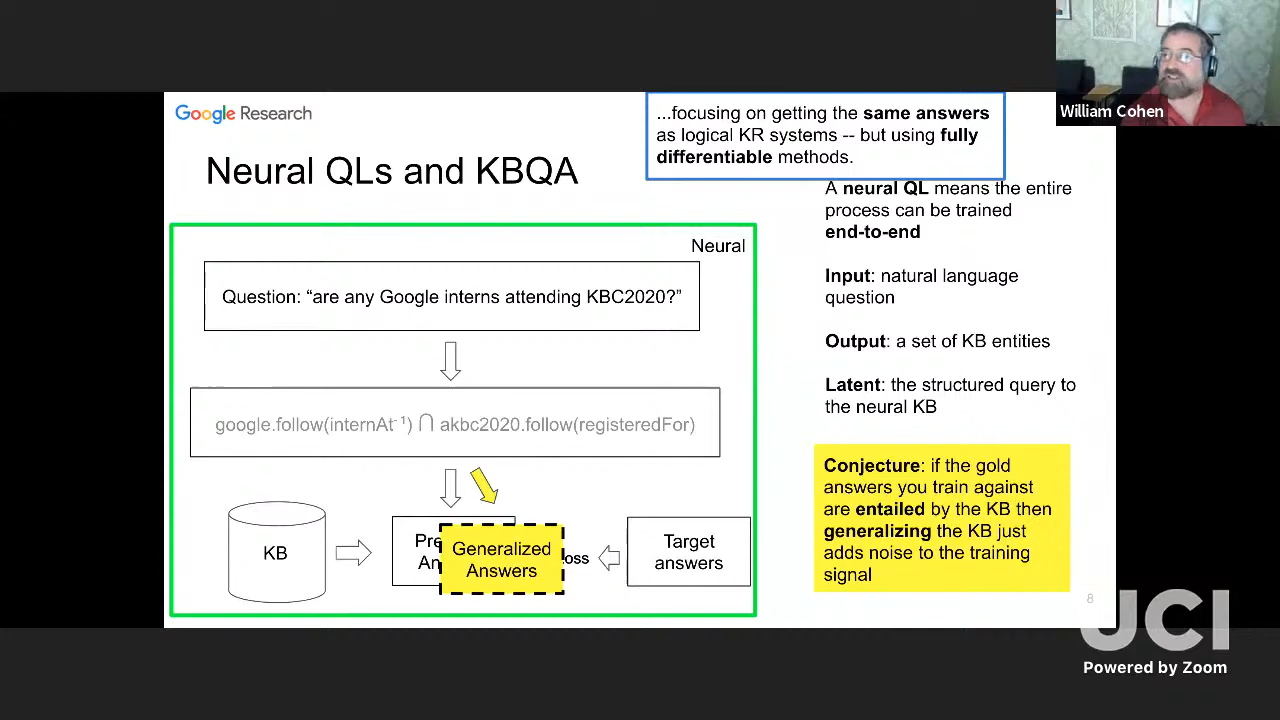 William Cohen
Google Research
...focusing on getting the same answers
as logical KR systems -- but using fully
differentiable methods.
Neural QLs and KBQA
A neural QL means the entire
process can be trained
end-to-end
Input: natural language
question
Output: a set of KB entities
Latent: the structured query to
the neural KB
Conjecture: if the gold
answers you train against
are entailed by the KB then
generalizing the KB just
adds noise to the training
signal
Neural
Question: “are any Google interns attending KBC2020?”
google.follow(internAt⁻¹) ⋂ akbc2020.follow(registeredFor)
KB
Pre
An
Generalized
Answers
oss
Target
answers
8
UCI
Powered by Zoom